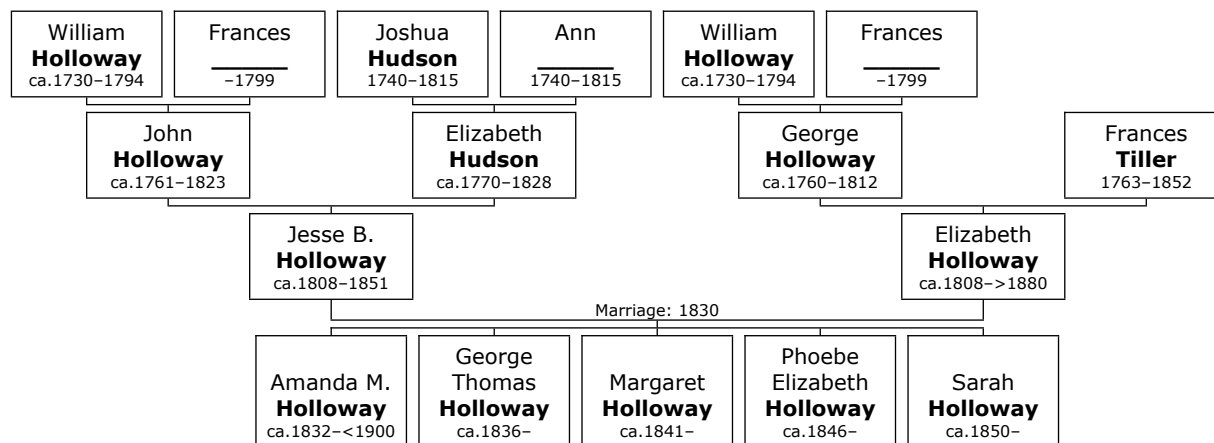 William
Holloway
ca.1730–1794
Frances
______
–1799
Joshua
Hudson
1740–1815
Ann
______
1740–1815
William
Holloway
ca.1730–1794
Frances
______
–1799
John
Holloway
ca.1761–1823
Elizabeth
Hudson
ca.1770–1828
George
Holloway
ca.1760–1812
Frances
Tiller
1763–1852
Jesse B.
Holloway
ca.1808–1851
Elizabeth
Holloway
ca.1808–>1880
Marriage: 1830
Amanda M.
Holloway
ca.1832–<1900
George
Thomas
Holloway
ca.1836–
Margaret
Holloway
ca.1841–
Phoebe
Elizabeth
Holloway
ca.1846–
Sarah
Holloway
ca.1850–